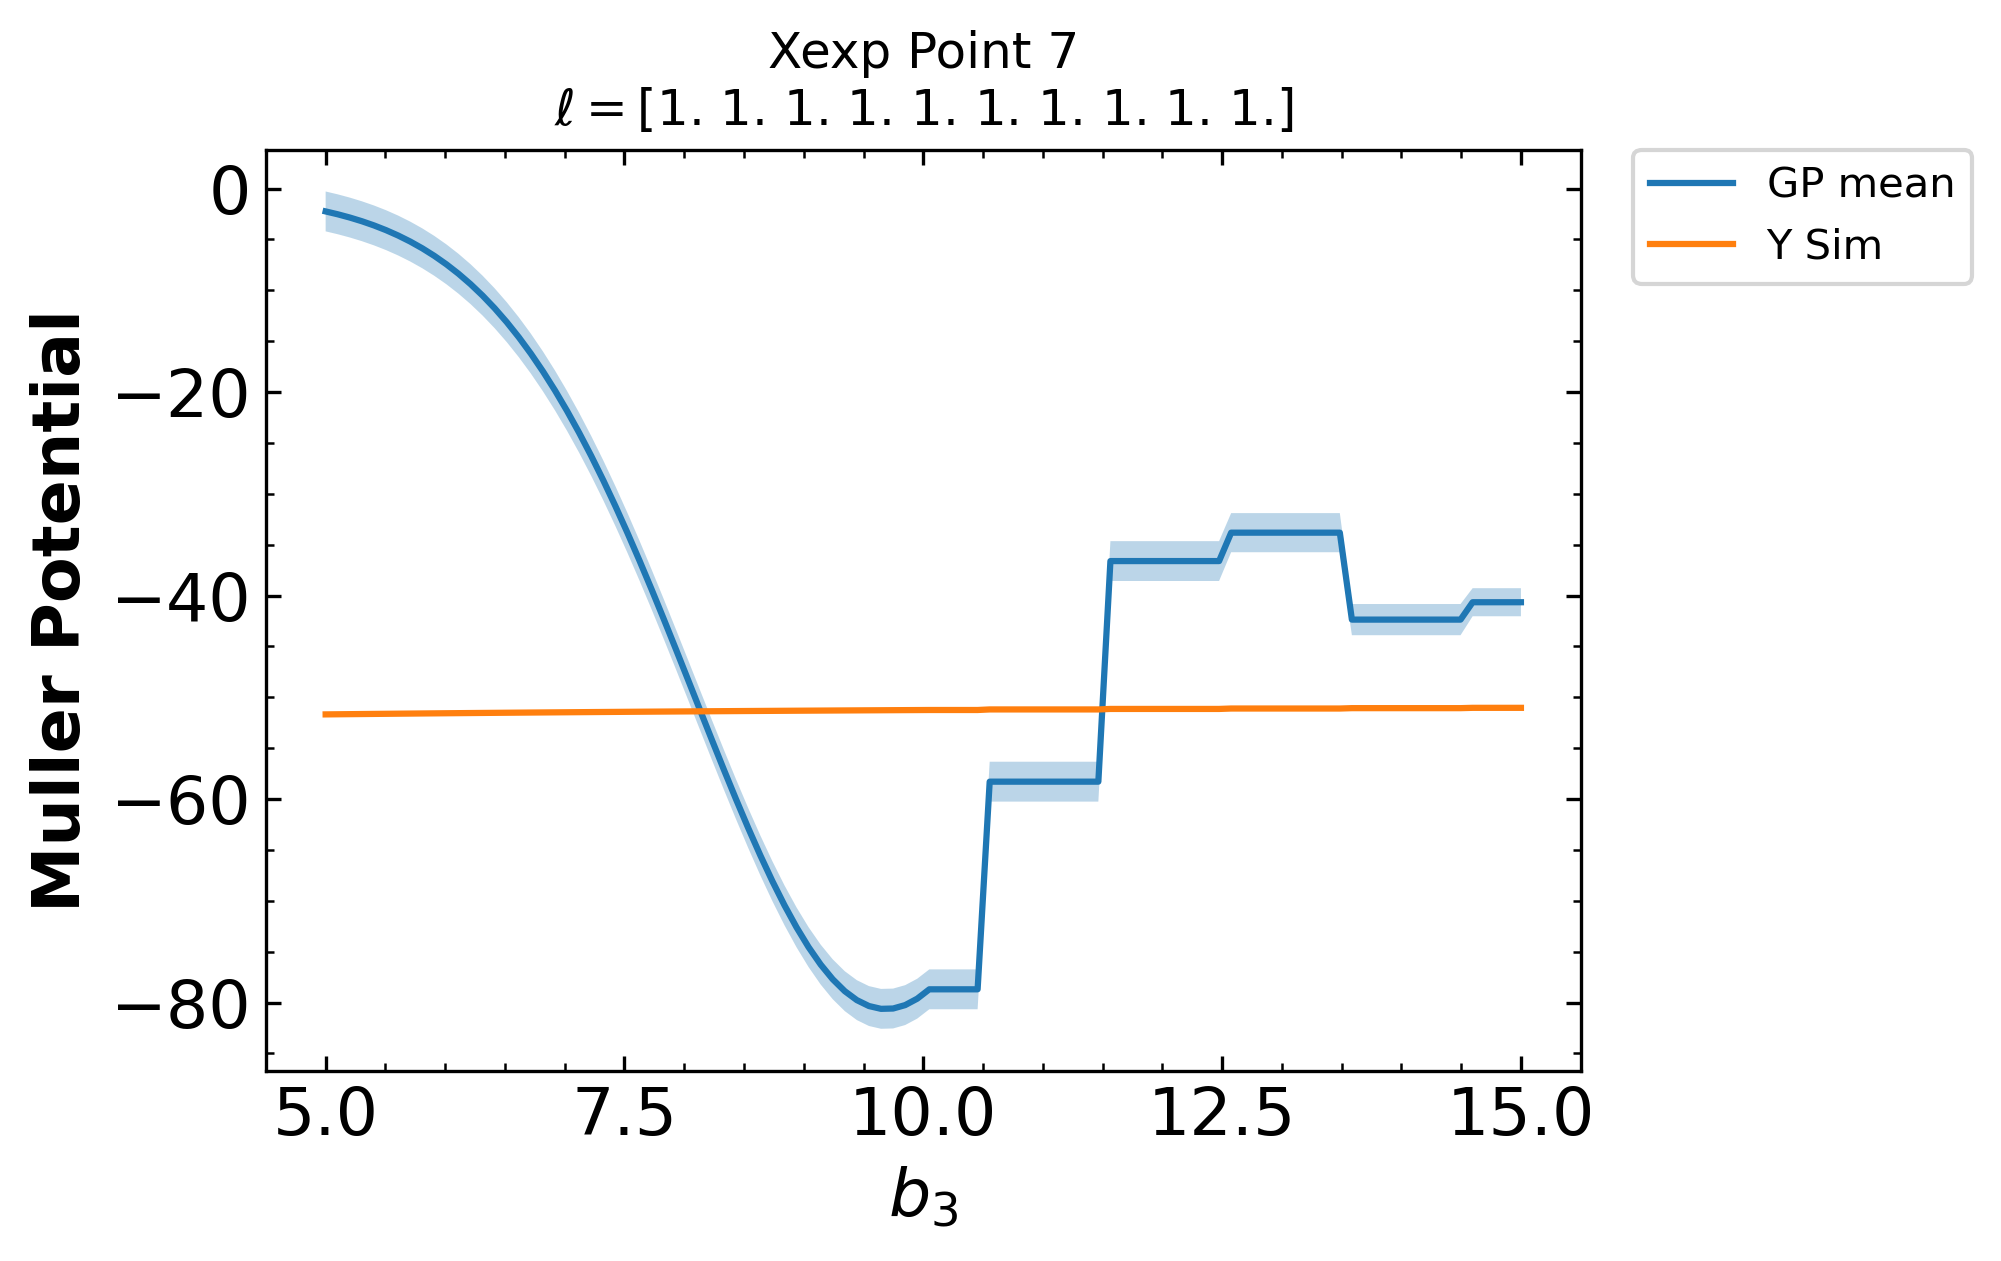 Xexp Point 7
ℓ = [1. 1. 1. 1. 1. 1. 1. 1. 1. 1.]
GP mean
Y Sim
Muller Potential
0
−20
−40
−60
−80
5.0 7.5 10.0 12.5 15.0
b₃